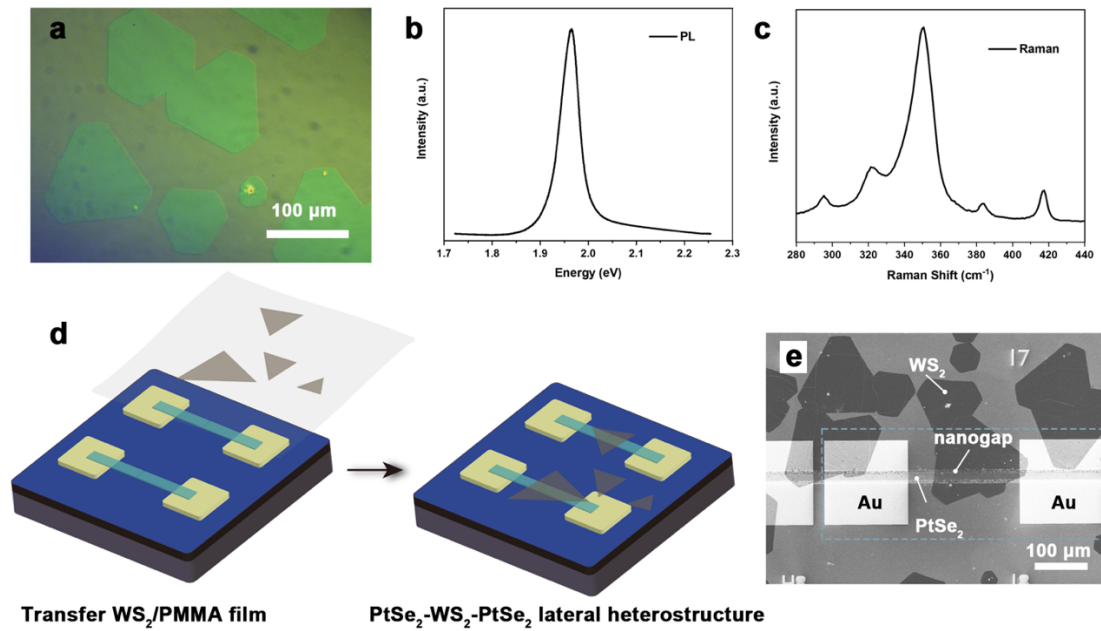 a
100 μm
b
PL
Intensity (a.u.)
1.7 1.8 1.9 2.0 2.1 2.2 2.3
Energy (eV)
c
Raman
Intensity (a.u.)
280 300 320 340 360 380 400 420 440
Raman Shift (cm⁻¹)
d
Transfer WS₂/PMMA film
PtSe₂-WS₂-PtSe₂ lateral heterostructure
e
I7
WS₂
nanogap
Au
Au
PtSe₂
100 μm